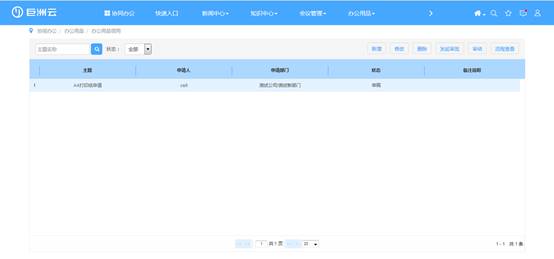 巨洲云 协同办公 快速入口 新闻中心 知识中心 会议管理 办公用品
协同办公 / 办公用品 / 办公用品领用
主题名称 状态： 全部 新增 修改 删除 发起审批 审核 流程查看
主题 申请人 申请部门 状态 备注说明
1 A4打印纸申请 ces9 测试公司/测试新部门 审稿
1 共1页 20 1 - 1 共 1 条